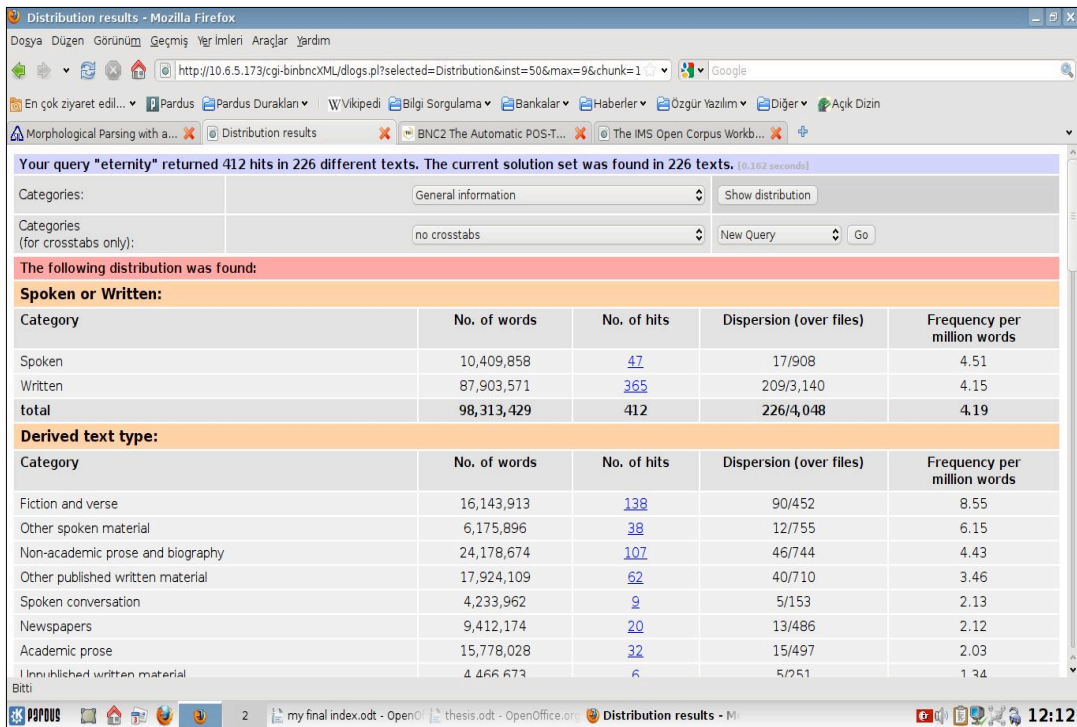 Distribution results - Mozilla Firefox
Dosya Düzen Görünüm Geçmiş Yer İmleri Araçlar Yardım
http://10.6.5.173/cgi-binbncXML/dlogs.pl?selected=Distribution&inst=50&max=9&chunk=1 Google
En çok ziyaret edil... Pardus Pardus Durakları Vikipedi Bilgi Sorgulama Bankalar Haberler Özgür Yazılım Diğer Açık Dizin
Morphological Parsing with a... Distribution results BNC2 The Automatic POS-T... The IMS Open Corpus Workb...
Your query "eternity" returned 412 hits in 226 different texts. The current solution set was found in 226 texts. [0.162 seconds]
Categories: General information Show distribution
Categories
(for crosstabs only): no crosstabs New Query Go
The following distribution was found:
Spoken or Written:
Category No. of words No. of hits Dispersion (over files) Frequency per
million words
Spoken 10,409,858 47 17/908 4.51
Written 87,903,571 365 209/3,140 4.15
total 98,313,429 412 226/4,048 4.19
Derived text type:
Category No. of words No. of hits Dispersion (over files) Frequency per
million words
Fiction and verse 16,143,913 138 90/452 8.55
Other spoken material 6,175,896 38 12/755 6.15
Non-academic prose and biography 24,178,674 107 46/744 4.43
Other published written material 17,924,109 62 40/710 3.46
Spoken conversation 4,233,962 9 5/153 2.13
Newspapers 9,412,174 20 13/486 2.12
Academic prose 15,778,028 32 15/497 2.03
Unpublished written material 4,466,673 6 5/251 1.34
Bitti
PARDUS 2 my final index.odt - OpenO thesis.odt - OpenOffice.org Distribution results - M 12:12